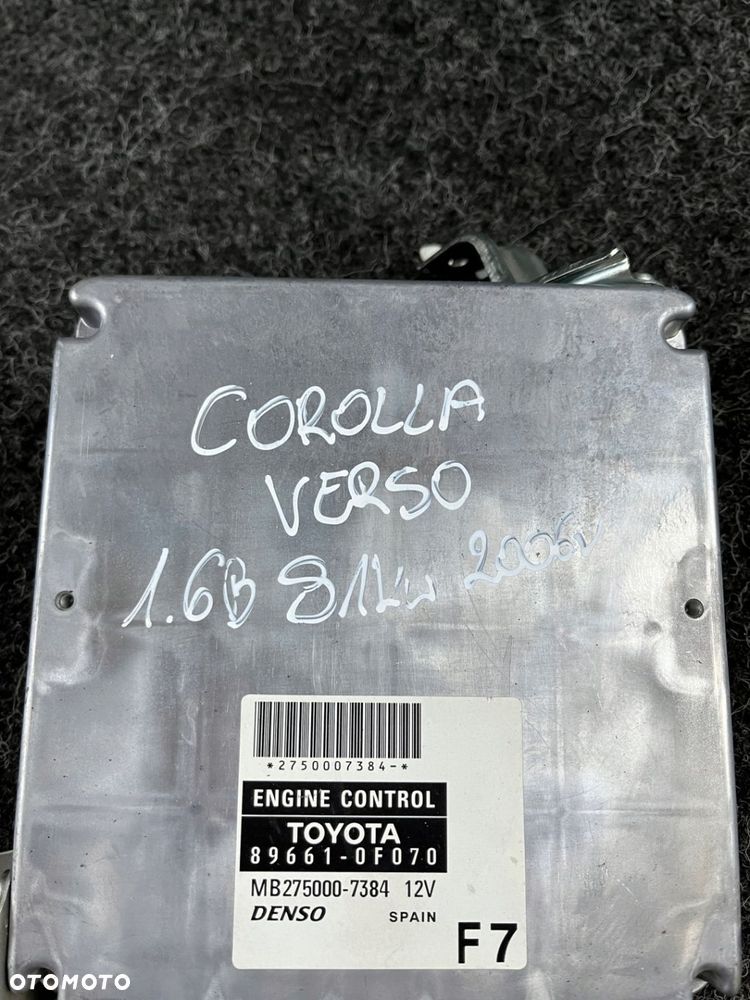 COROLLA
VERSO
1.6B 81kw 2006r
*2750007384-*
ENGINE CONTROL
TOYOTA
89661-0F070
MB275000-7384 12V
DENSO SPAIN
F7
OTOMOTO
OTOMOTO